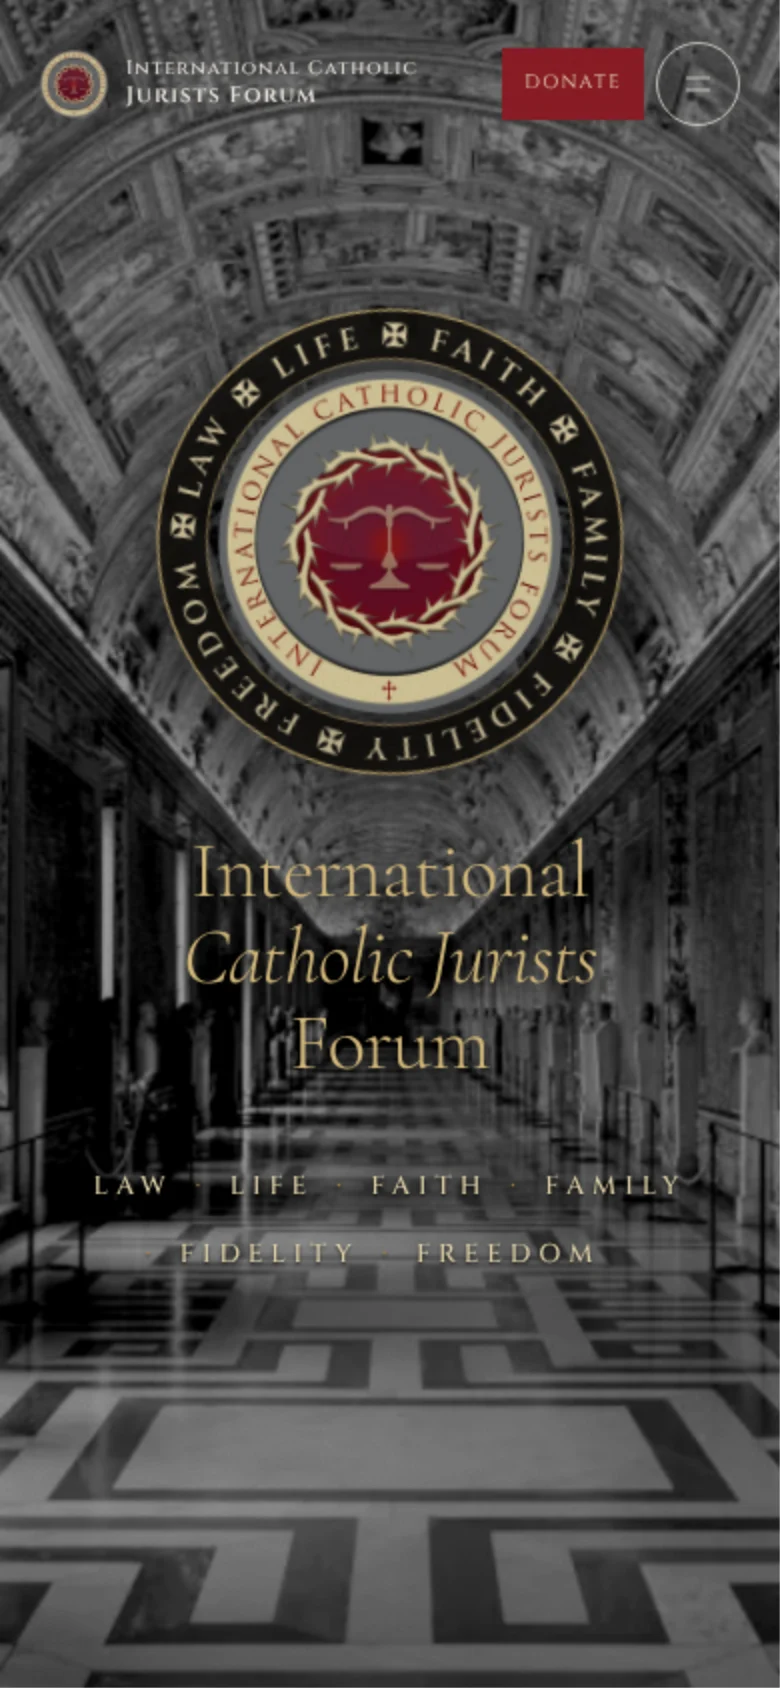 INTERNATIONAL CATHOLIC
JURISTS FORUM
DONATE
LAW ✠ LIFE ✠ FAITH ✠ FAMILY ✠ FIDELITY ✠ FREEDOM ✠
INTERNATIONAL CATHOLIC JURISTS FORUM
International
Catholic Jurists
Forum
LAW · LIFE · FAITH · FAMILY
· FIDELITY · FREEDOM